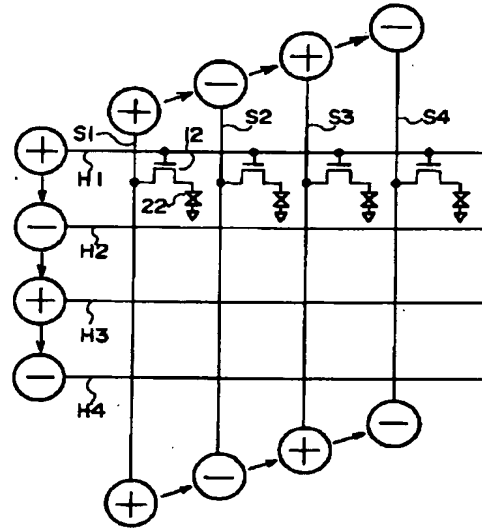 + − + −
S1 S2 S3 S4
12
+
H1
22
−
H2
+
H3
−
H4
+ − + −